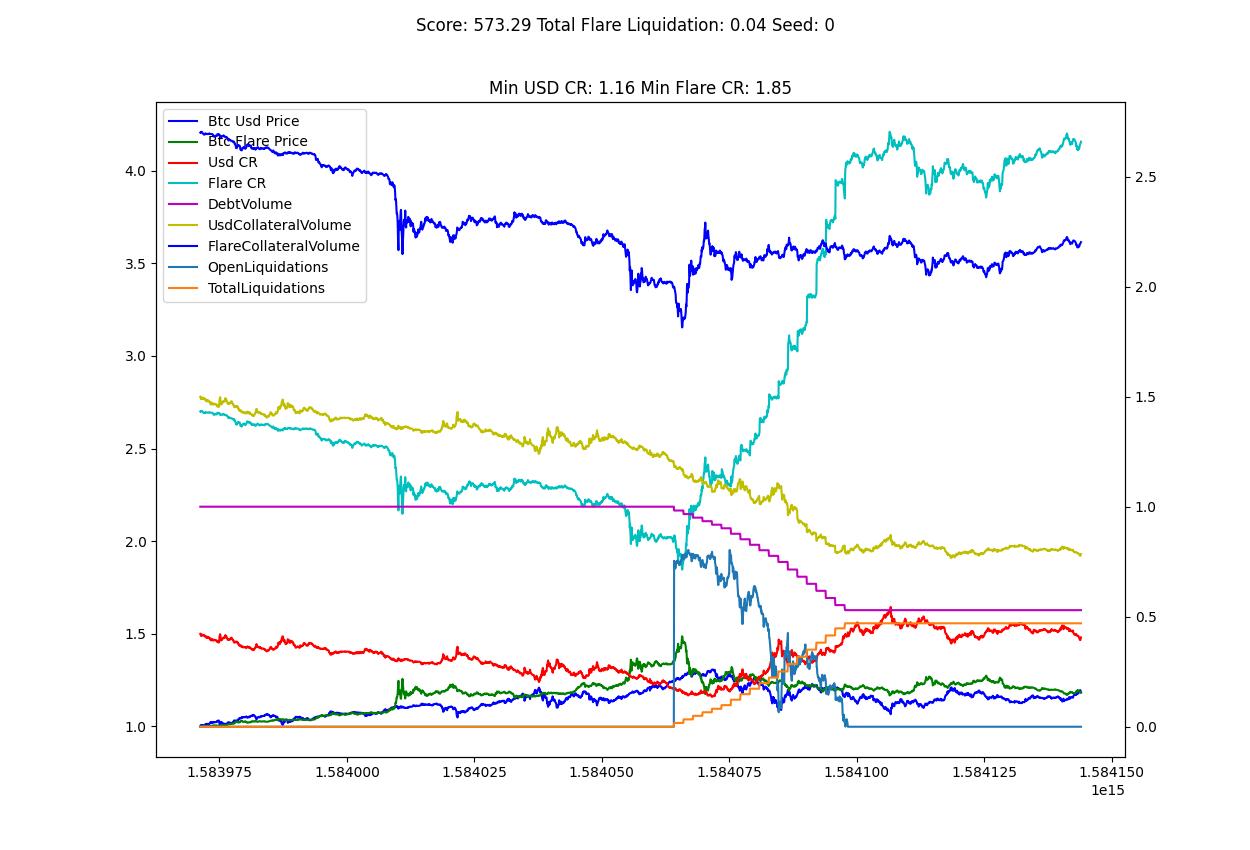 Score: 573.29 Total Flare Liquidation: 0.04 Seed: 0
Min USD CR: 1.16 Min Flare CR: 1.85
Btc Usd Price
Btc Flare Price
Usd CR
Flare CR
DebtVolume
UsdCollateralVolume
FlareCollateralVolume
OpenLiquidations
TotalLiquidations
4.0
3.5
3.0
2.5
2.0
1.5
1.0
2.5
2.0
1.5
1.0
0.5
0.0
1.583975 1.584000 1.584025 1.584050 1.584075 1.584100 1.584125 1.584150
1e15